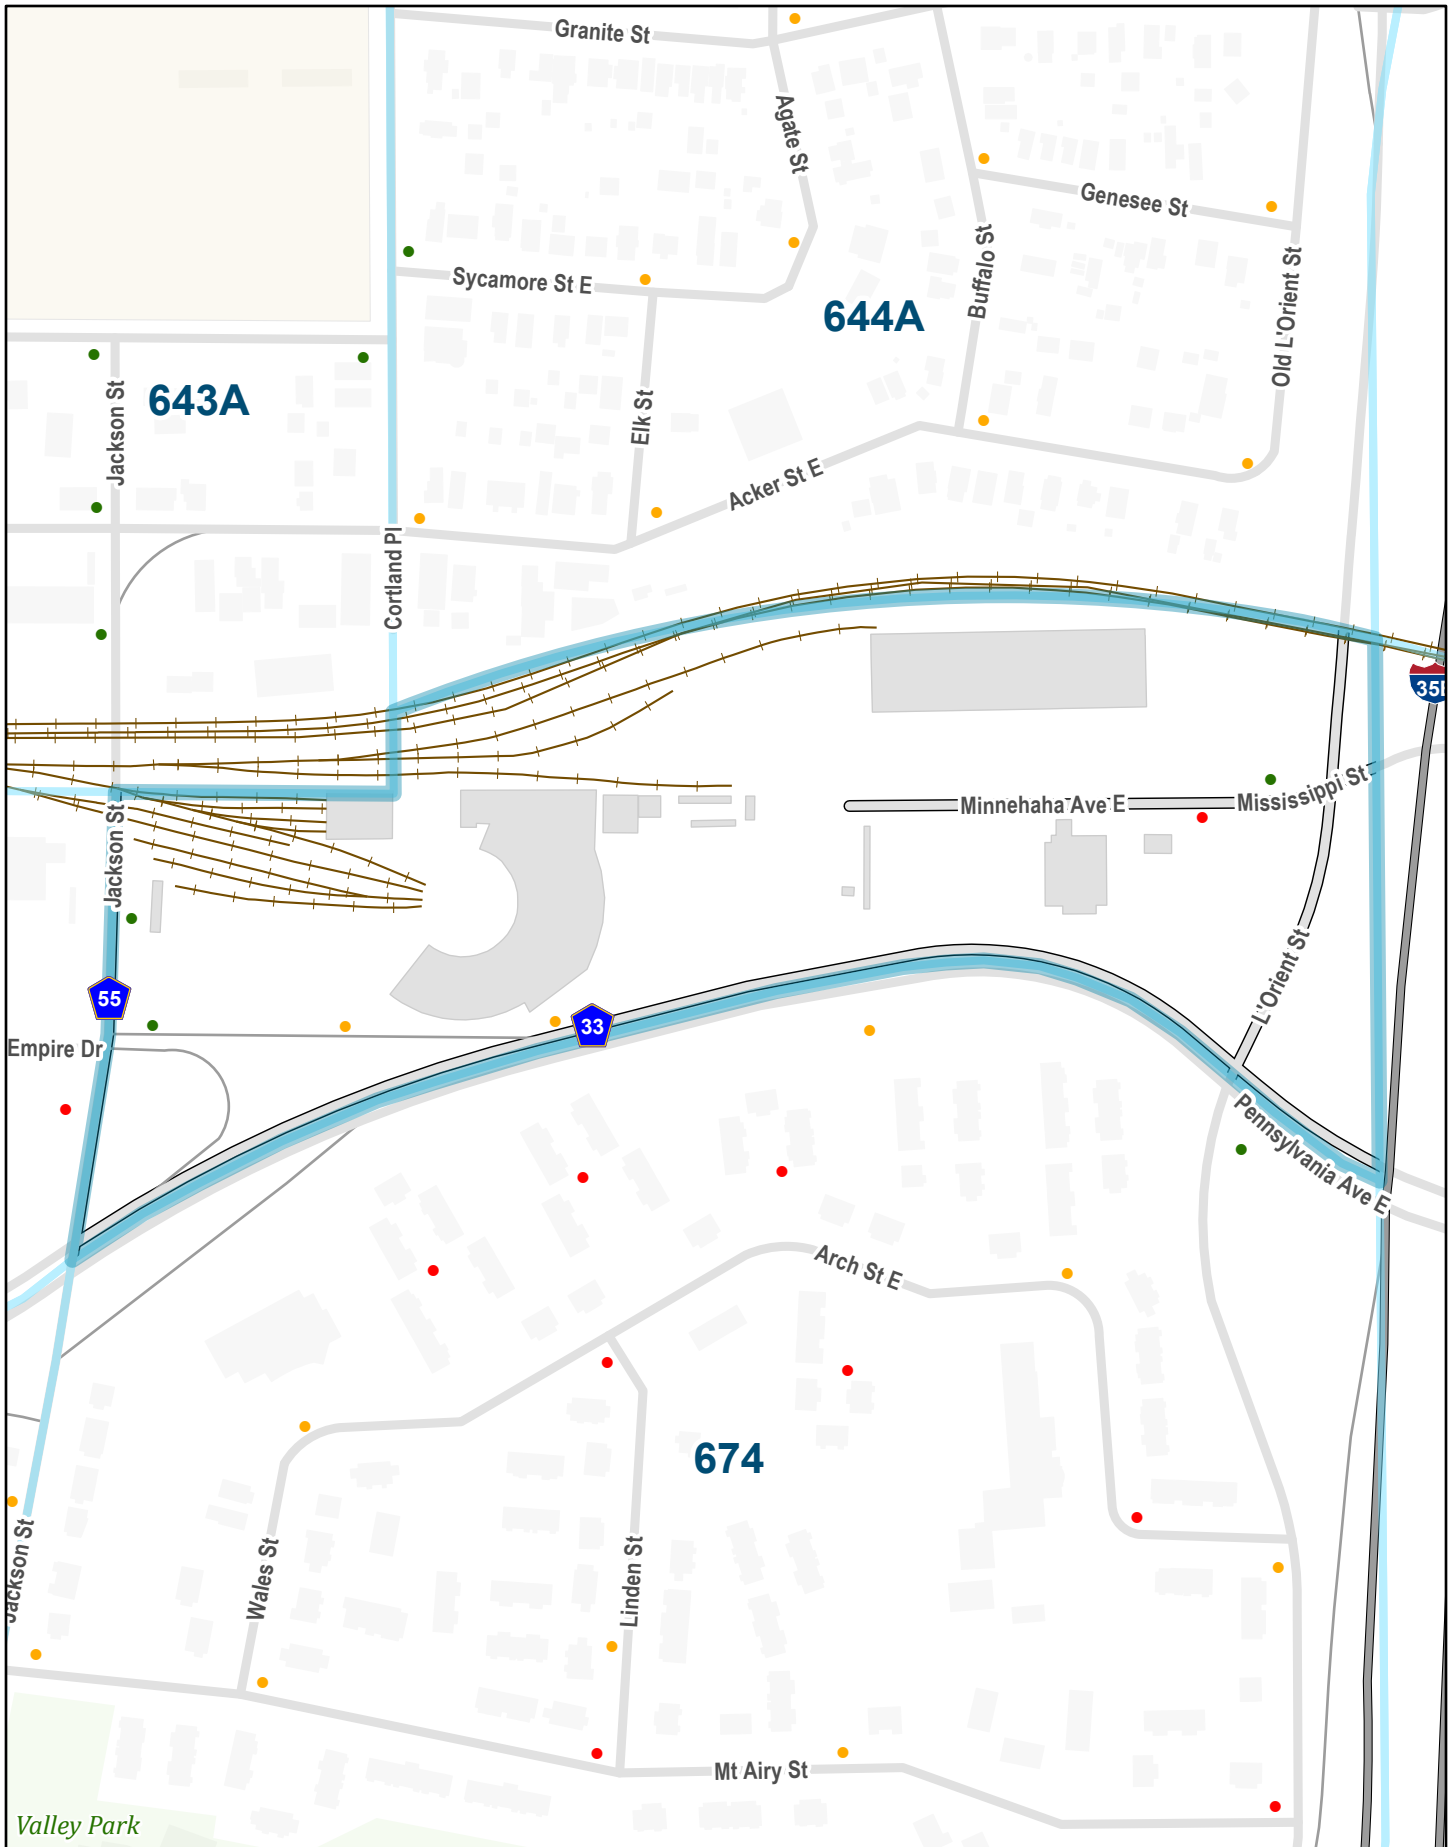 Granite St
Agate St
Genesee St
Buffalo St
Old L'Orient St
Sycamore St E
644A
643A
Jackson St
Elk St
Acker St E
Cortland Pl
35E
Minnehaha Ave E
Mississippi St
Jackson St
L'Orient St
55
33
Empire Dr
Pennsylvania Ave E
Arch St E
674
Jackson St
Wales St
Linden St
Mt Airy St
Valley Park